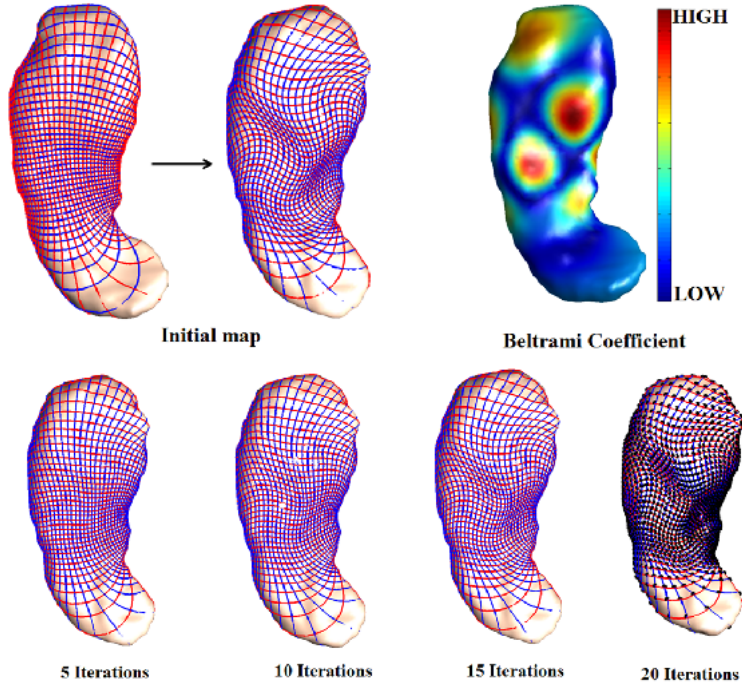 HIGH
LOW
Initial map
Beltrami Coefficient
5 Iterations
10 Iterations
15 Iterations
20 Iterations